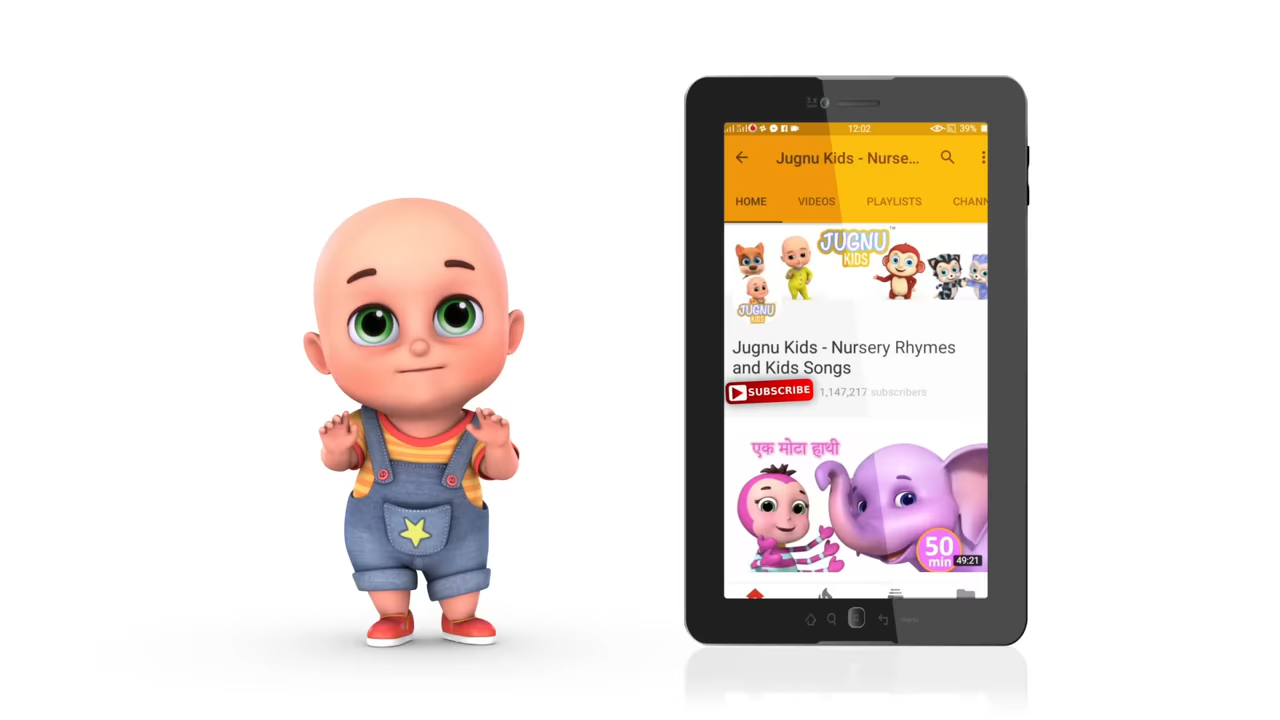 12:02
39%
Jugnu Kids - Nurse...
HOME VIDEOS PLAYLISTS CHANN
JUGNU
KIDS
JUGNU
KIDS
Jugnu Kids - Nursery Rhymes
and Kids Songs
SUBSCRIBE 1,147,217 subscribers
एक मोटा हाथी
50
min 49:21